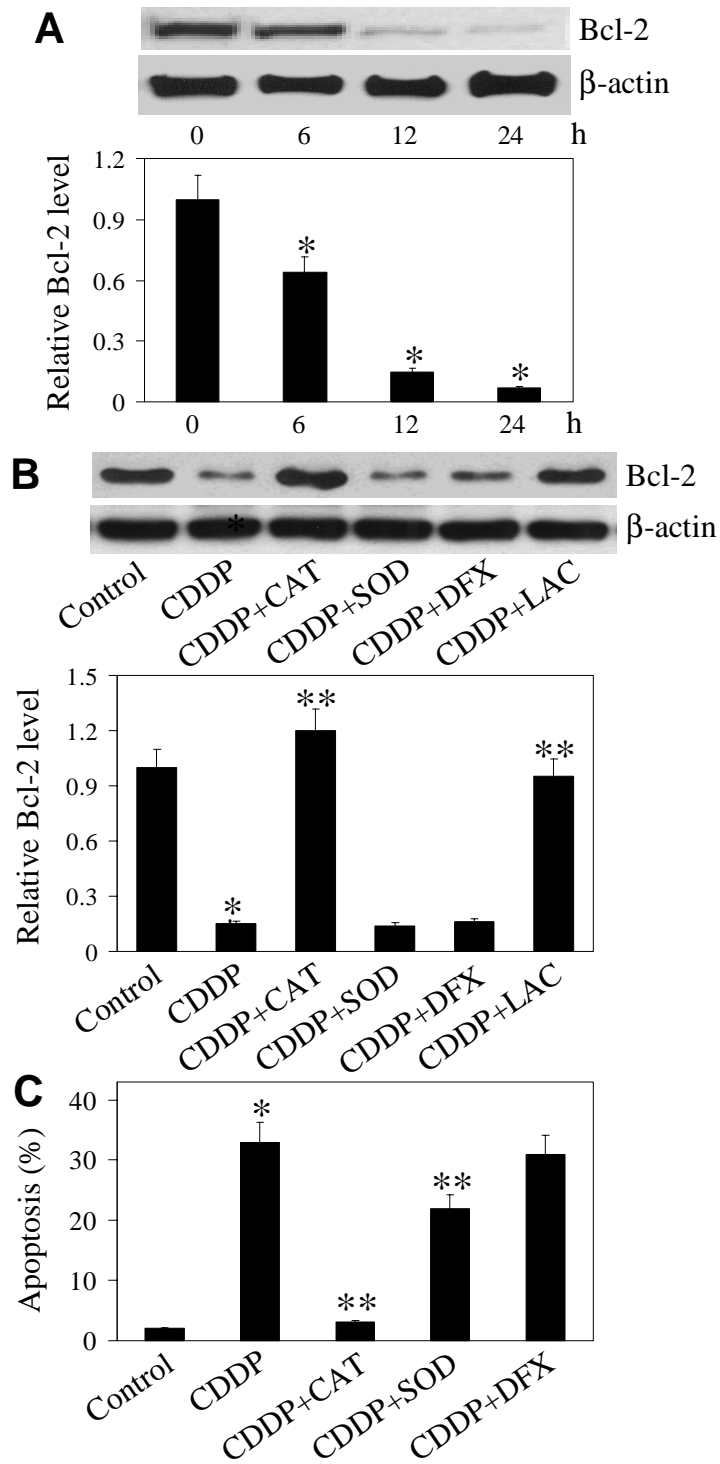 A
Bcl-2
β-actin
0 6 12 24 h
Relative Bcl-2 level
1.2
0.9
0.6
0.3
0
*
*
*
0 6 12 24 h
B
Bcl-2
β-actin
*
Control CDDP CDDP+CAT CDDP+SOD CDDP+DFX CDDP+LAC
Relative Bcl-2 level
1.5
1.2
0.9
0.6
0.3
0
*
**
**
Control CDDP CDDP+CAT CDDP+SOD CDDP+DFX CDDP+LAC
C
Apoptosis (%)
40
30
20
10
0
*
**
**
Control CDDP CDDP+CAT CDDP+SOD CDDP+DFX